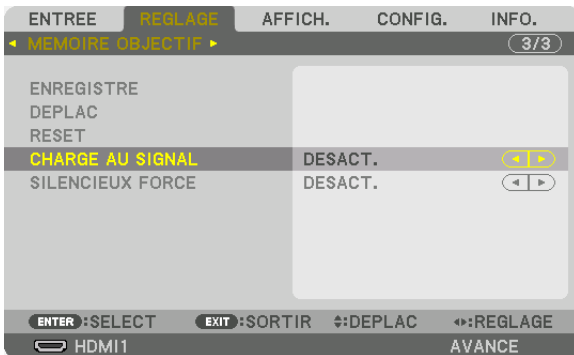 ENTREE REGLAGE AFFICH. CONFIG. INFO.
MEMOIRE OBJECTIF 3/3
ENREGISTRE
DEPLAC
RESET
CHARGE AU SIGNAL DESACT.
SILENCIEUX FORCE DESACT.
ENTER :SELECT EXIT :SORTIR :DEPLAC :REGLAGE
HDMI1 AVANCE